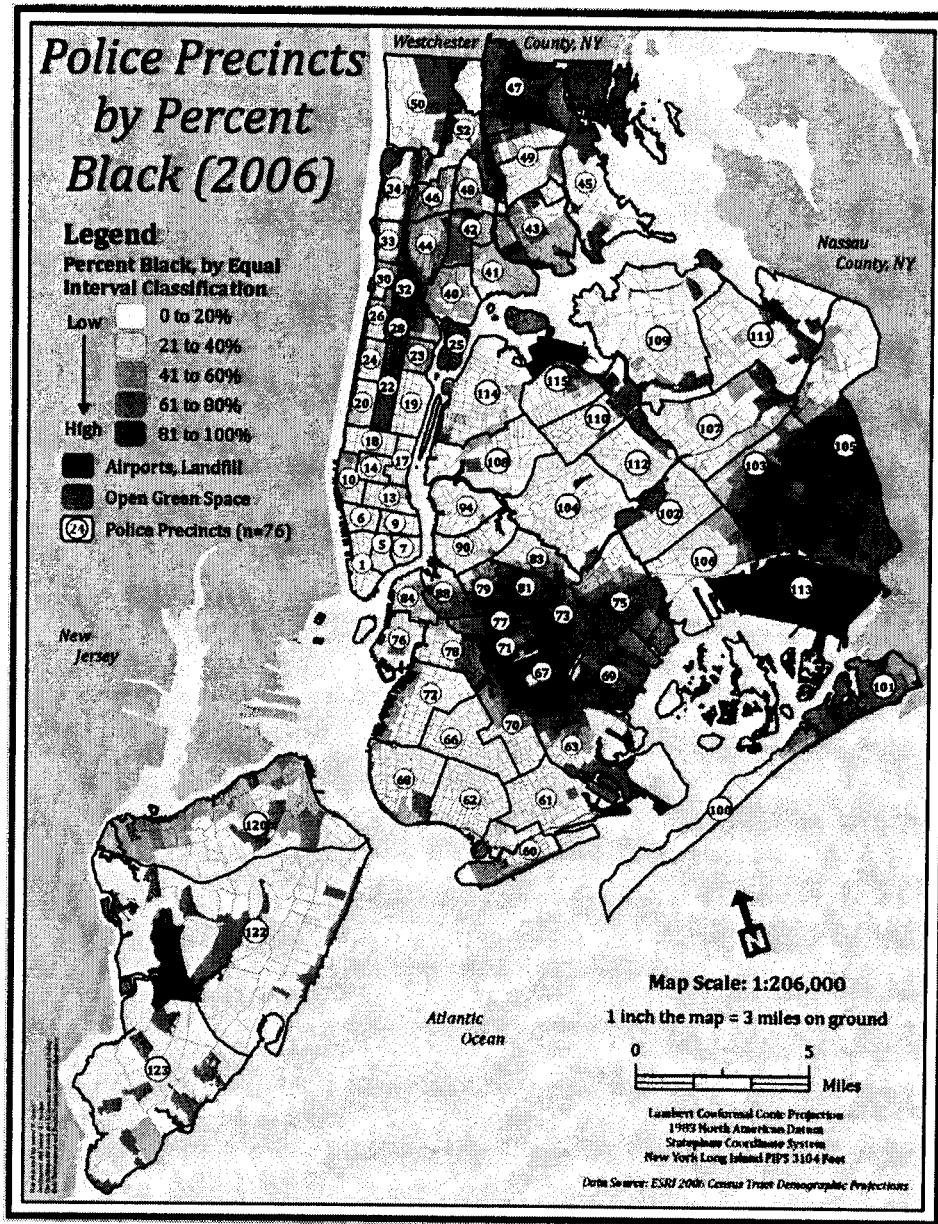 Police Precincts
by Percent
Black (2006)
Westchester County, NY
Nassau
County, NY
Legend
Percent Black, by Equal
Interval Classification
Low
0 to 20%
21 to 40%
41 to 60%
61 to 80%
High
81 to 100%
Airports, Landfill
Open Green Space
24 Police Precincts (n=76)
New
Jersey
Atlantic
Ocean
47
50
52
49
45
34
46
48
43
42
33
44
41
30
32
40
26
28
25
24
23
22
20
19
18
17
14
10
13
6
9
5
7
1
109
111
115
114
110
107
108
112
103
105
104
102
106
113
94
90
83
84
88
79
81
75
77
73
76
71
78
67
69
72
70
66
63
68
62
61
60
101
100
120
122
123
N
Map Scale: 1:206,000
1 inch the map = 3 miles on ground
0 5
Miles
Lambert Conformal Conic Projection
1983 North American Datum
Stateplane Coordinate System
New York Long Island FIPS 3104 Feet
Data Source: ESRI 2006 Census Tract Demographic Projections